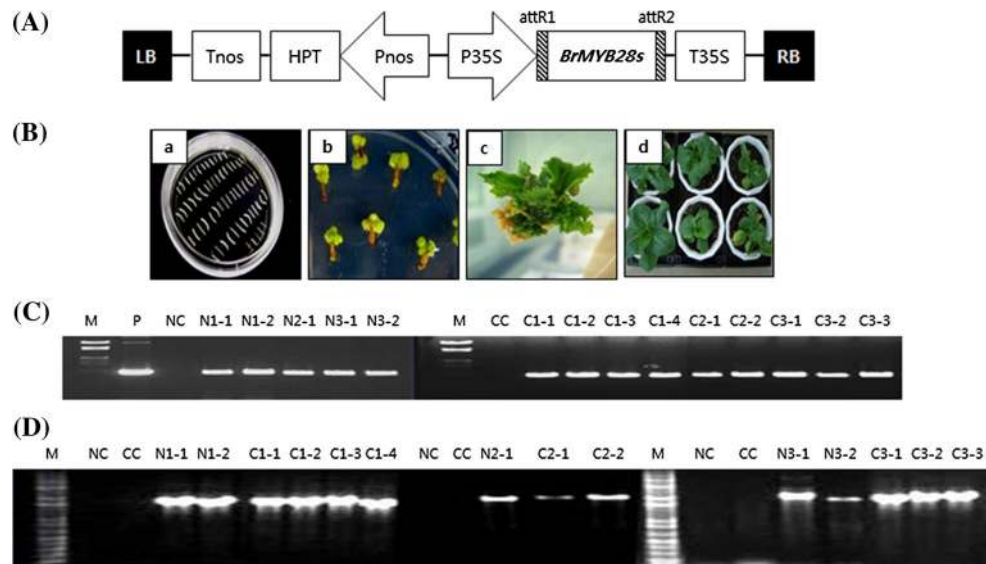 (A)
attR1 attR2
LB Tnos HPT Pnos P35S BrMYB28s T35S RB
(B)
a b c d
(C)
M P NC N1-1 N1-2 N2-1 N3-1 N3-2 M CC C1-1 C1-2 C1-3 C1-4 C2-1 C2-2 C3-1 C3-2 C3-3
(D)
M NC CC N1-1 N1-2 C1-1 C1-2 C1-3 C1-4 NC CC N2-1 C2-1 C2-2 M NC CC N3-1 N3-2 C3-1 C3-2 C3-3